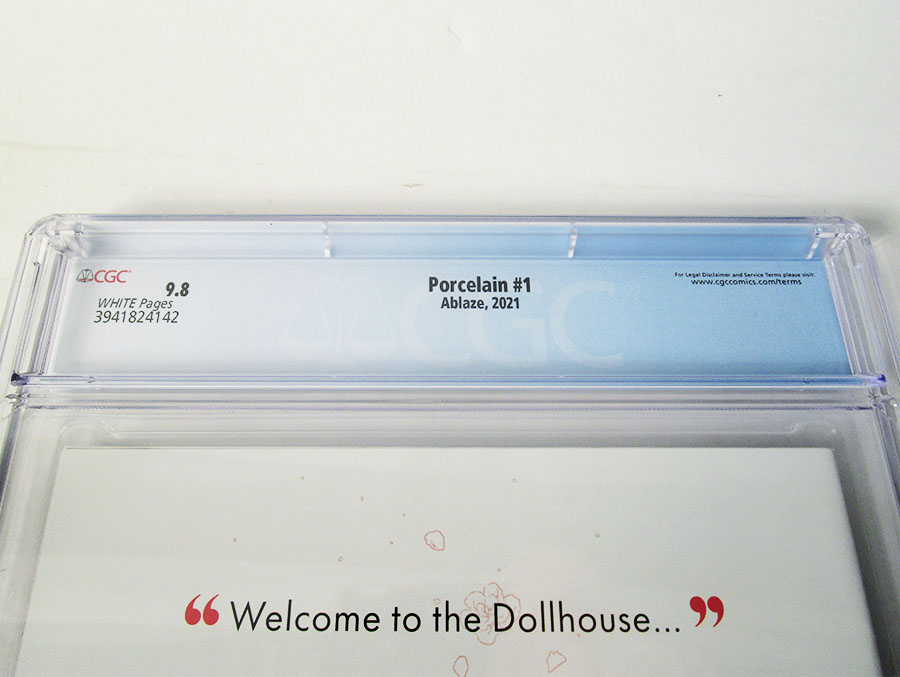 CGC
9.8
WHITE Pages
3941824142
Porcelain #1
Ablaze, 2021
For Legal Disclaimer and Service Terms please visit:
www.cgccomics.com/terms
CGC
“Welcome to the Dollhouse...”